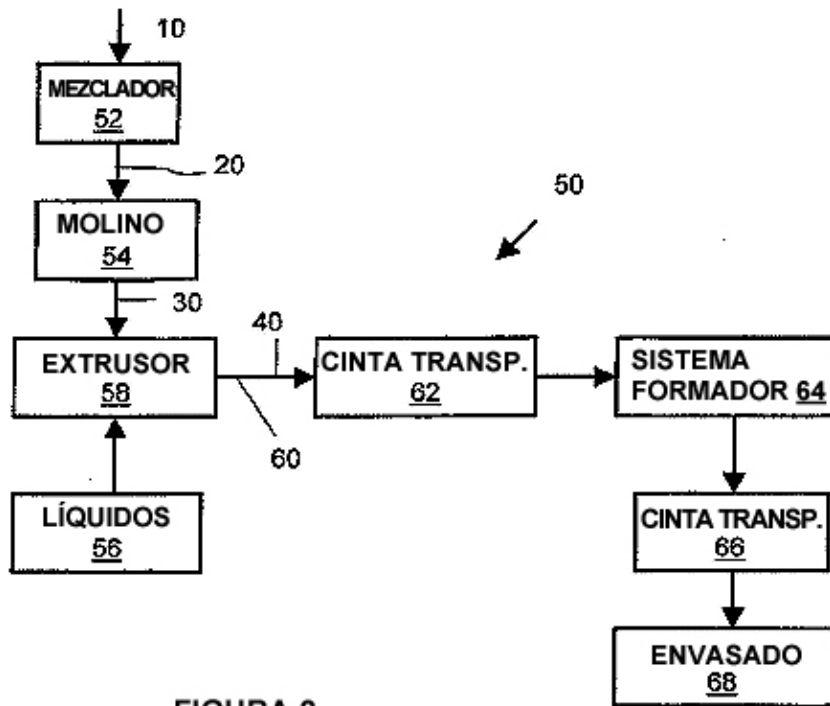 10
MEZCLADOR
52
20
MOLINO
54
50
30
EXTRUSOR
58
40
60
CINTA TRANSP.
62
SISTEMA
FORMADOR 64
LÍQUIDOS
56
CINTA TRANSP.
66
ENVASADO
68
FIGURA